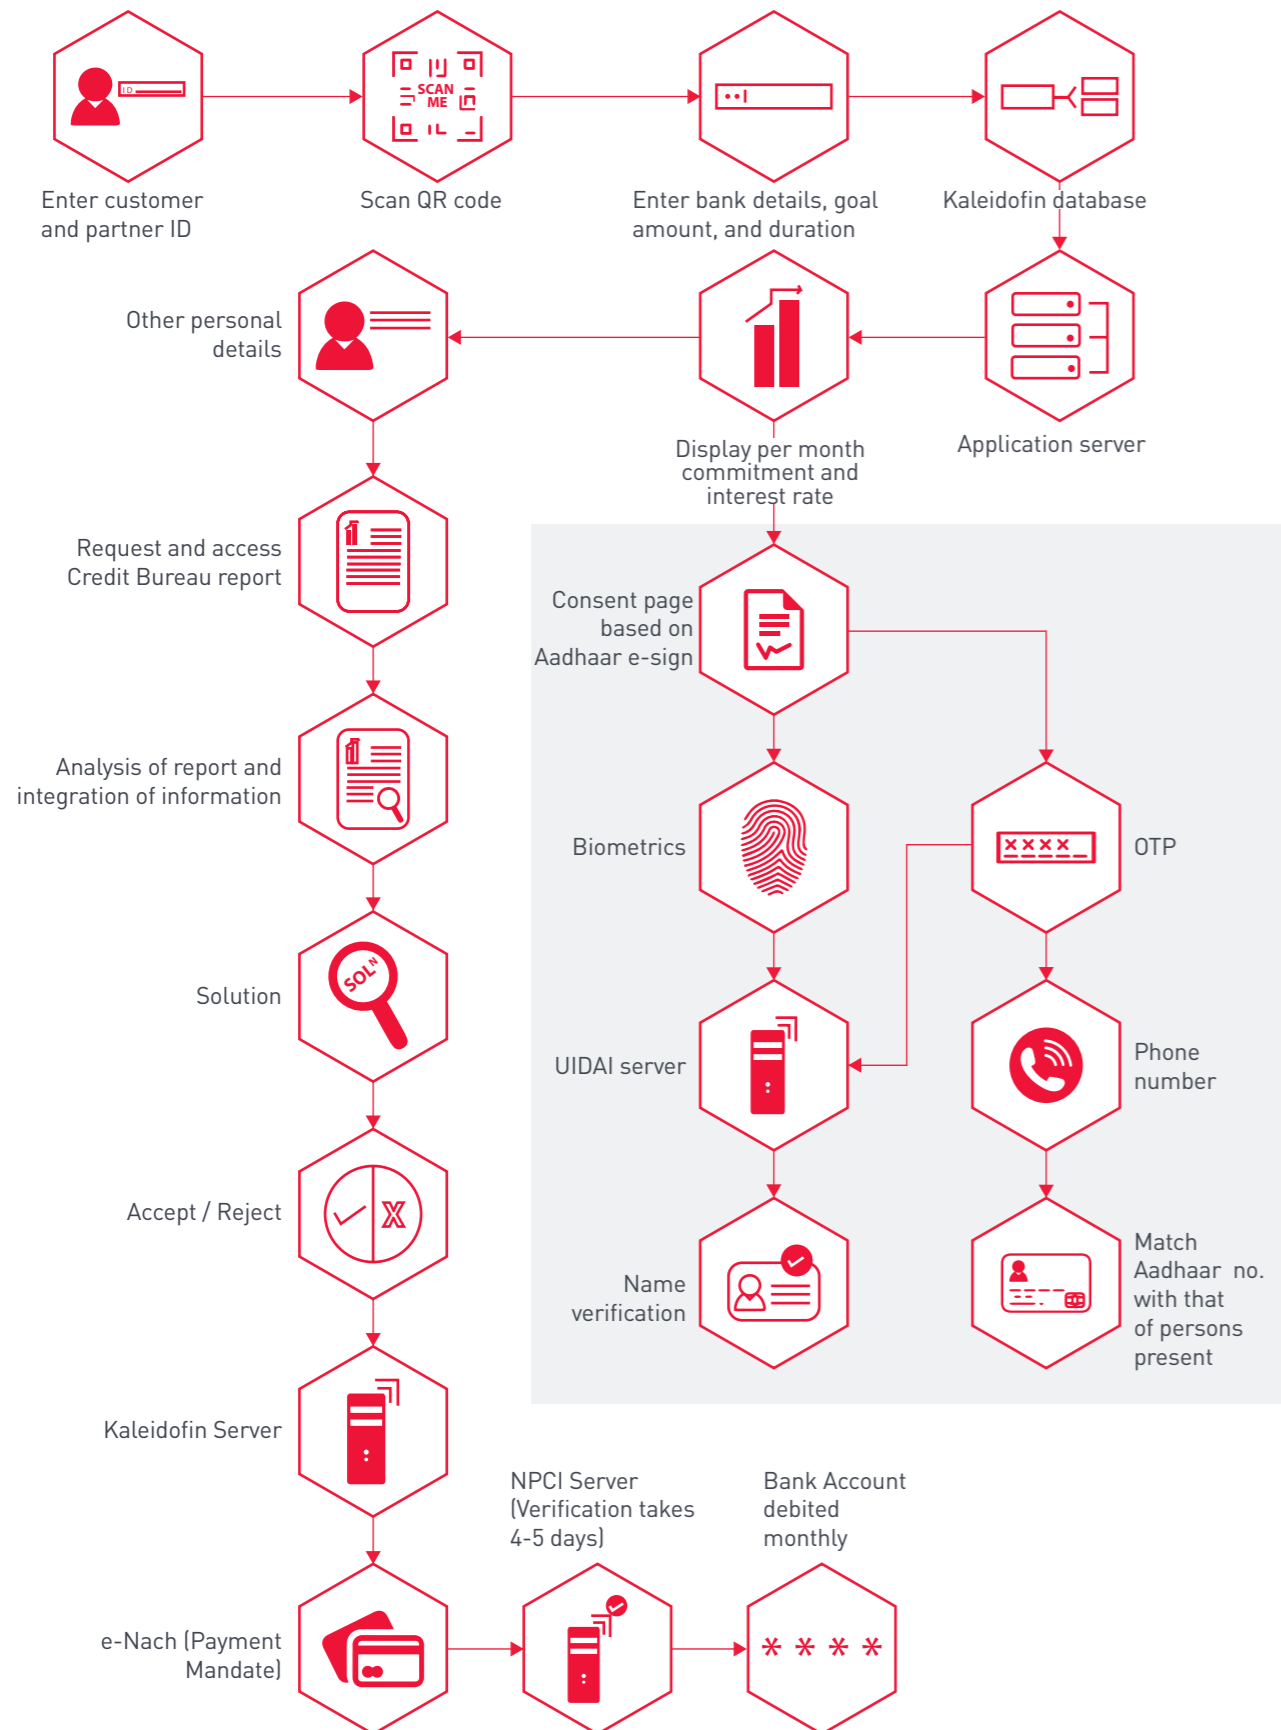 ID
SCAN
ME
Enter customer
and partner ID
Scan QR code
Enter bank details, goal
amount, and duration
Kaleidofin database
Other personal
details
Display per month
commitment and
interest rate
Application server
Request and access
Credit Bureau report
Consent page
based on
Aadhaar e-sign
Analysis of report and
integration of information
Biometrics
××××
OTP
SOLᴺ
Solution
UIDAI server
Phone
number
Accept / Reject
X
Name
verification
Match
Aadhaar no.
with that
of persons
present
Kaleidofin Server
NPCI Server
(Verification takes
4-5 days)
Bank Account
debited
monthly
e-Nach (Payment
Mandate)
* * * *